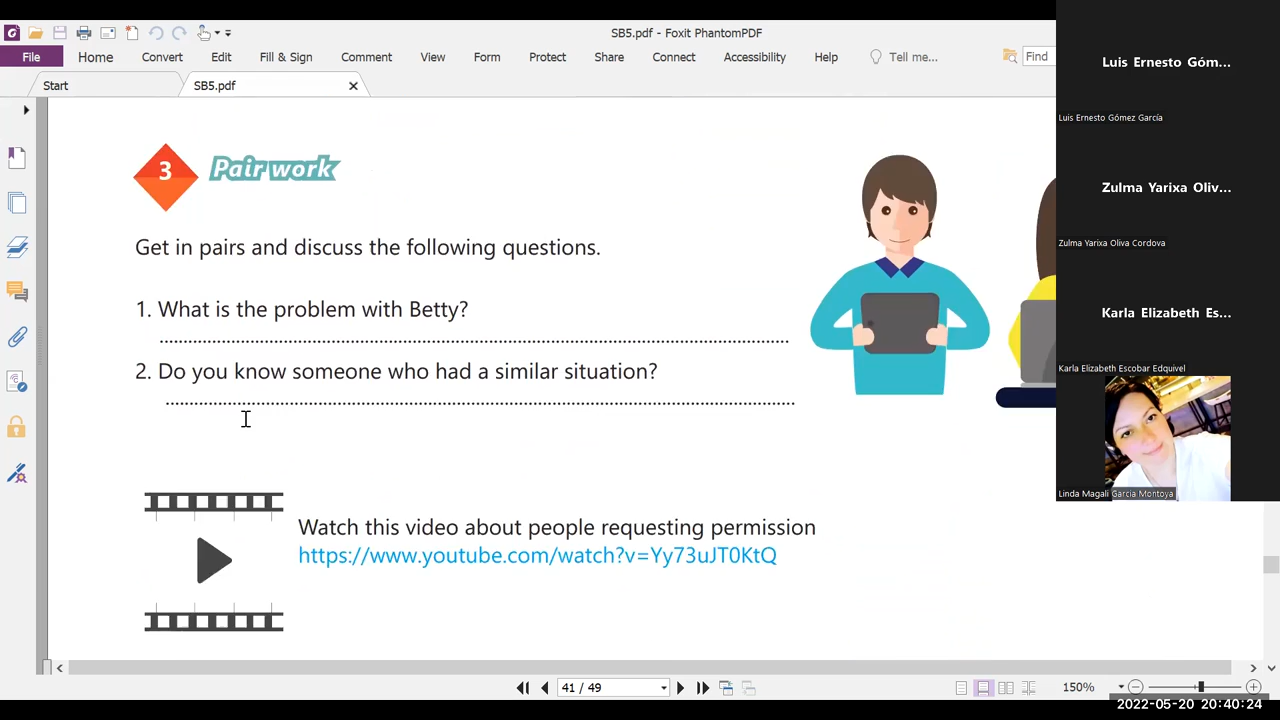 SB5.pdf - Foxit PhantomPDF
File Home Convert Edit Fill & Sign Comment View Form Protect Share Connect Accessibility Help Tell me... Find
Start SB5.pdf
3 Pair work
Get in pairs and discuss the following questions.
1. What is the problem with Betty?
2. Do you know someone who had a similar situation?
Watch this video about people requesting permission
https://www.youtube.com/watch?v=Yy73uJT0KtQ
41 / 49 150%
Luis Ernesto Góm...
Luis Ernesto Gómez García
Zulma Yarixa Oliv...
Zulma Yarixa Oliva Cordova
Karla Elizabeth Es...
Karla Elizabeth Escobar Edquivel
Linda Magali Garcia Montoya
2022-05-20 20:40:24